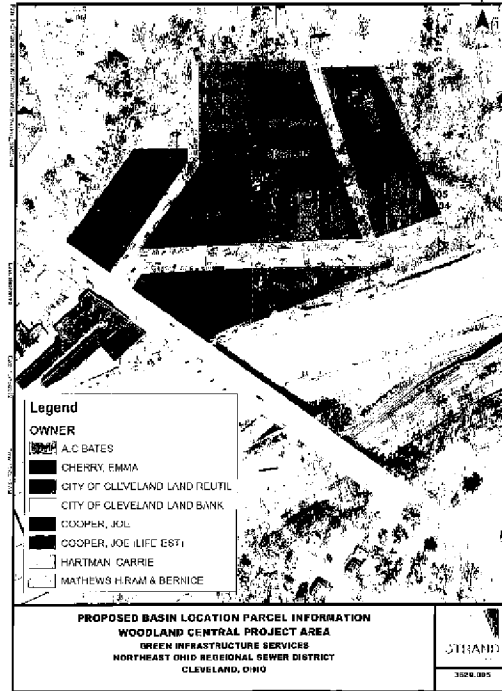 Legend
OWNER
A.C BATES
CHERRY, EMMA
CITY OF CLEVELAND LAND REUTIL
CITY OF CLEVELAND LAND BANK
COOPER, JOE
COOPER, JOE (LIFE EST)
HARTMAN CARRIE
MATHEWS HIRAM & BERNICE
PROPOSED BASIN LOCATION PARCEL INFORMATION
WOODLAND CENTRAL PROJECT AREA
GREEN INFRASTRUCTURE SERVICES
NORTHEAST OHIO REGIONAL SEWER DISTRICT
CLEVELAND, OHIO
STRAND
3829.005